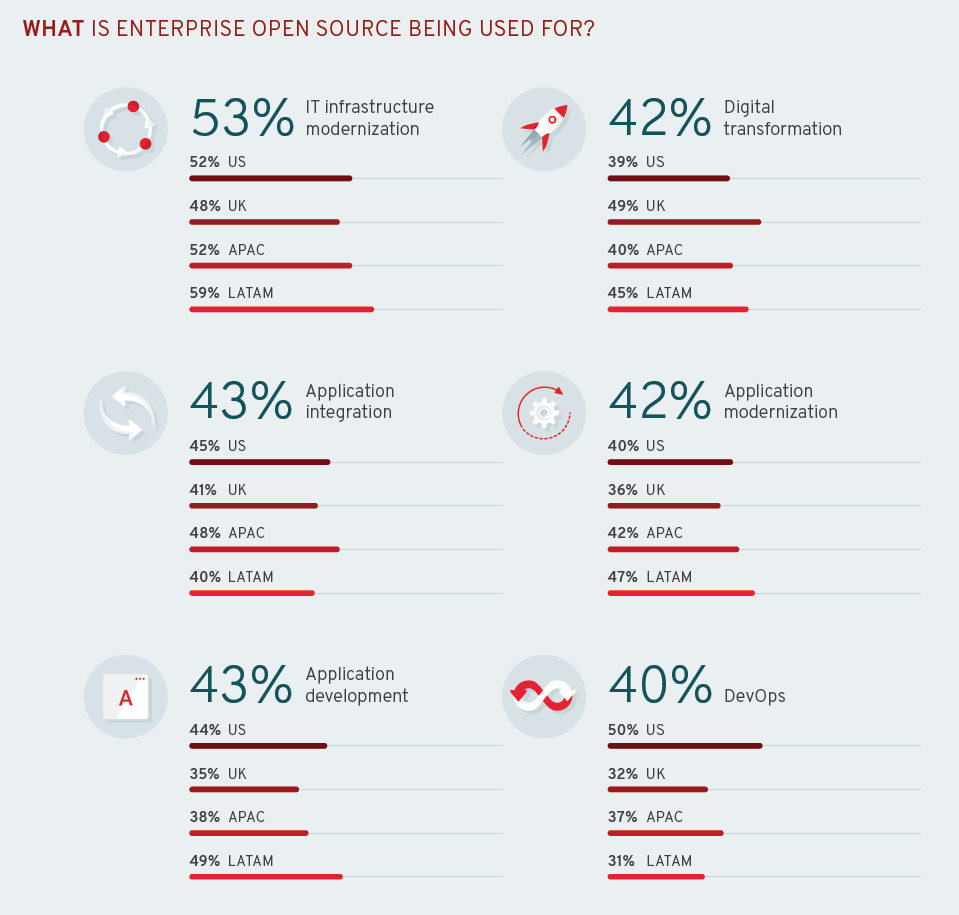 WHAT IS ENTERPRISE OPEN SOURCE BEING USED FOR?
53% IT infrastructure
modernization
52% US
48% UK
52% APAC
59% LATAM
42% Digital
transformation
39% US
49% UK
40% APAC
45% LATAM
43% Application
integration
45% US
41% UK
48% APAC
40% LATAM
42% Application
modernization
40% US
36% UK
42% APAC
47% LATAM
A
43% Application
development
44% US
35% UK
38% APAC
49% LATAM
40% DevOps
50% US
32% UK
37% APAC
31% LATAM